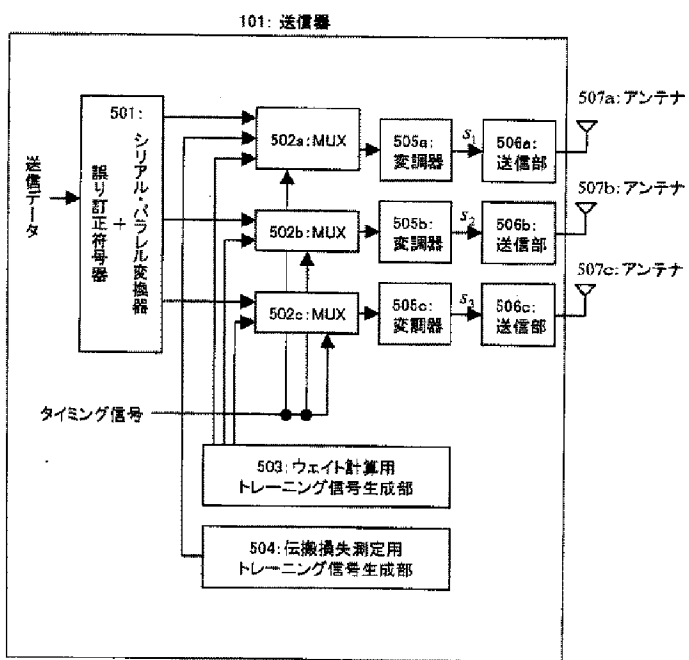 101: 送信器
送信データ
501:
シリアル・パラレル変換器
+
誤り訂正符号器
502a:MUX
505a:
変調器
s1
506a:
送信部
507a:アンテナ
502b:MUX
505b:
変調器
s2
506b:
送信部
507b:アンテナ
502c:MUX
505c:
変調器
s3
506c:
送信部
507c:アンテナ
タイミング信号
503:ウェイト計算用
トレーニング信号生成部
504:伝搬損失測定用
トレーニング信号生成部